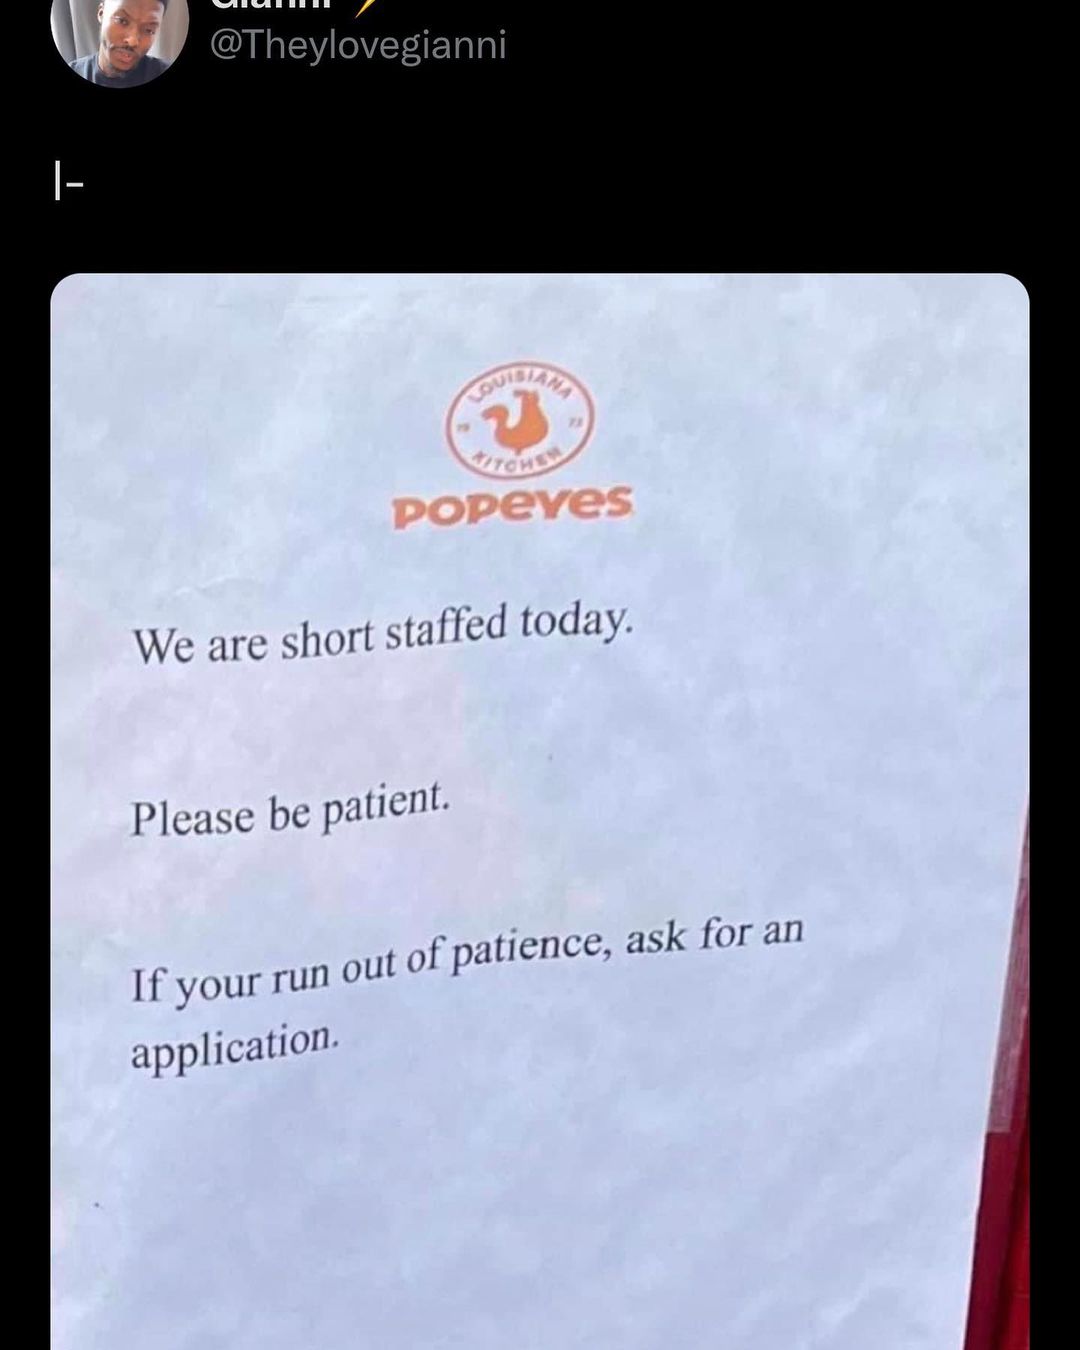 Gianni ⚡
@Theylovegianni
|-
LOUISIANA
19 72
KITCHEN
POPEYES
We are short staffed today.
Please be patient.
If your run out of patience, ask for an
application.